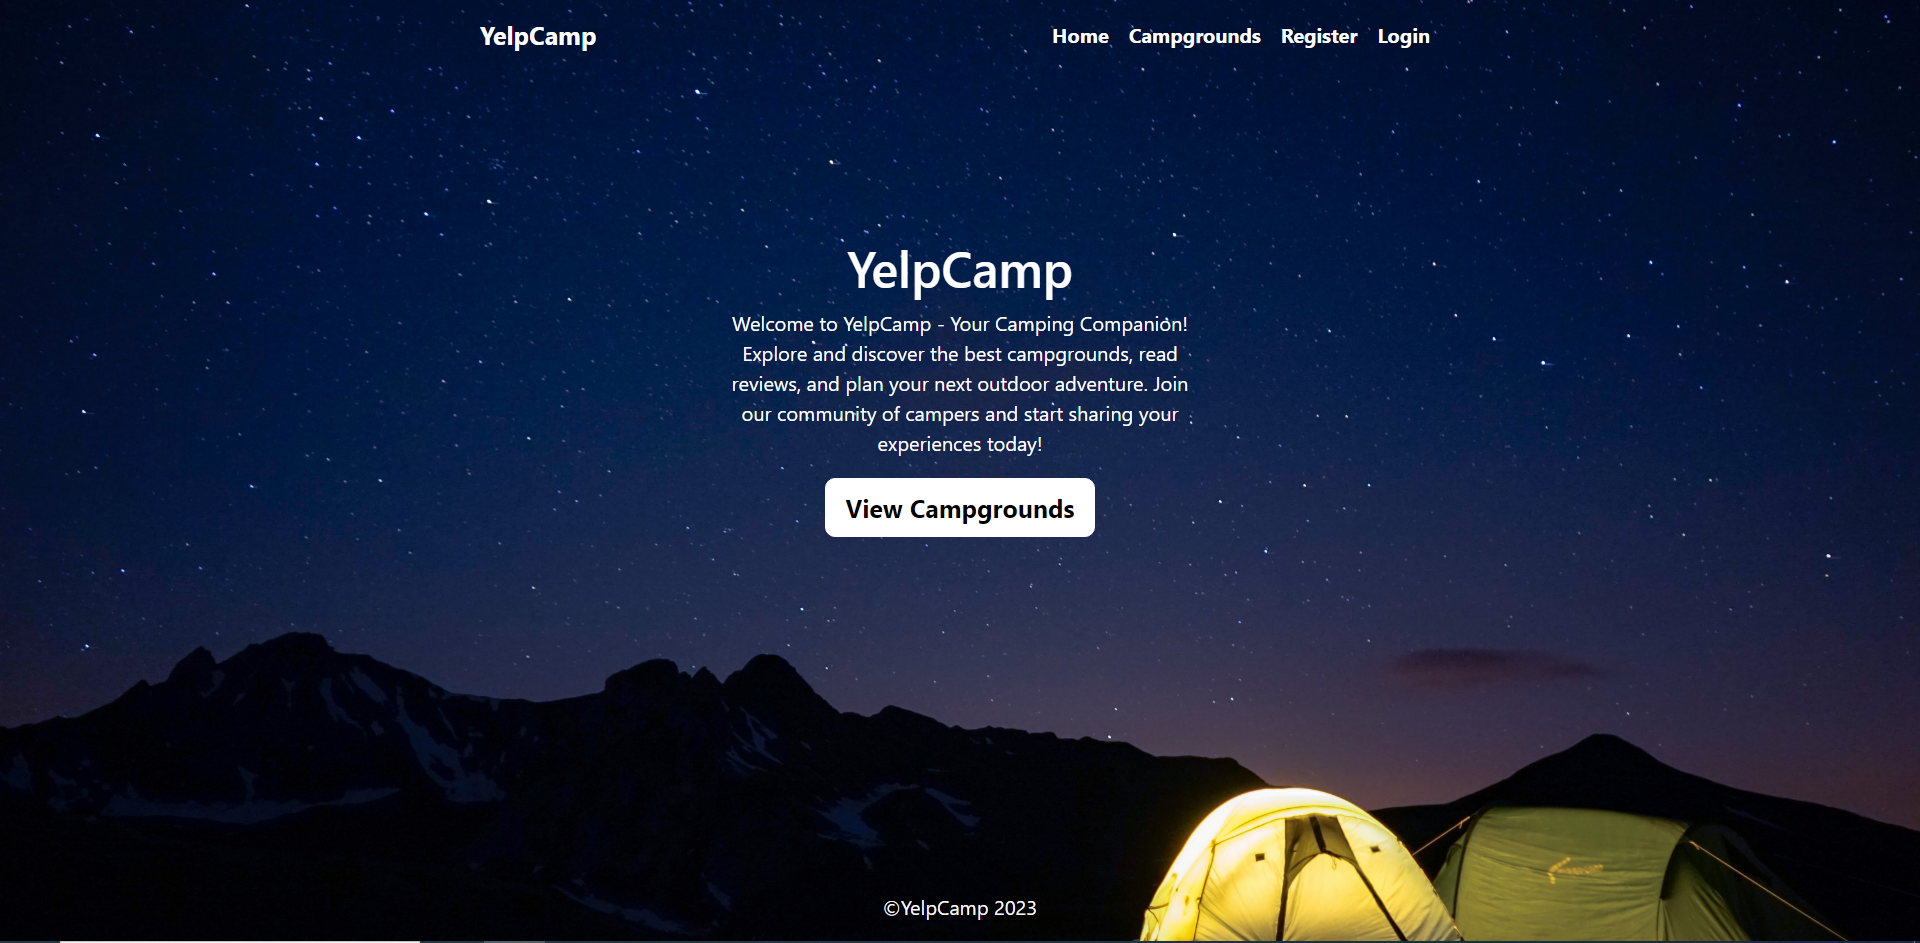 YelpCamp
Home Campgrounds Register Login
YelpCamp
Welcome to YelpCamp - Your Camping Companion!
Explore and discover the best campgrounds, read
reviews, and plan your next outdoor adventure. Join
our community of campers and start sharing your
experiences today!
View Campgrounds
©YelpCamp 2023